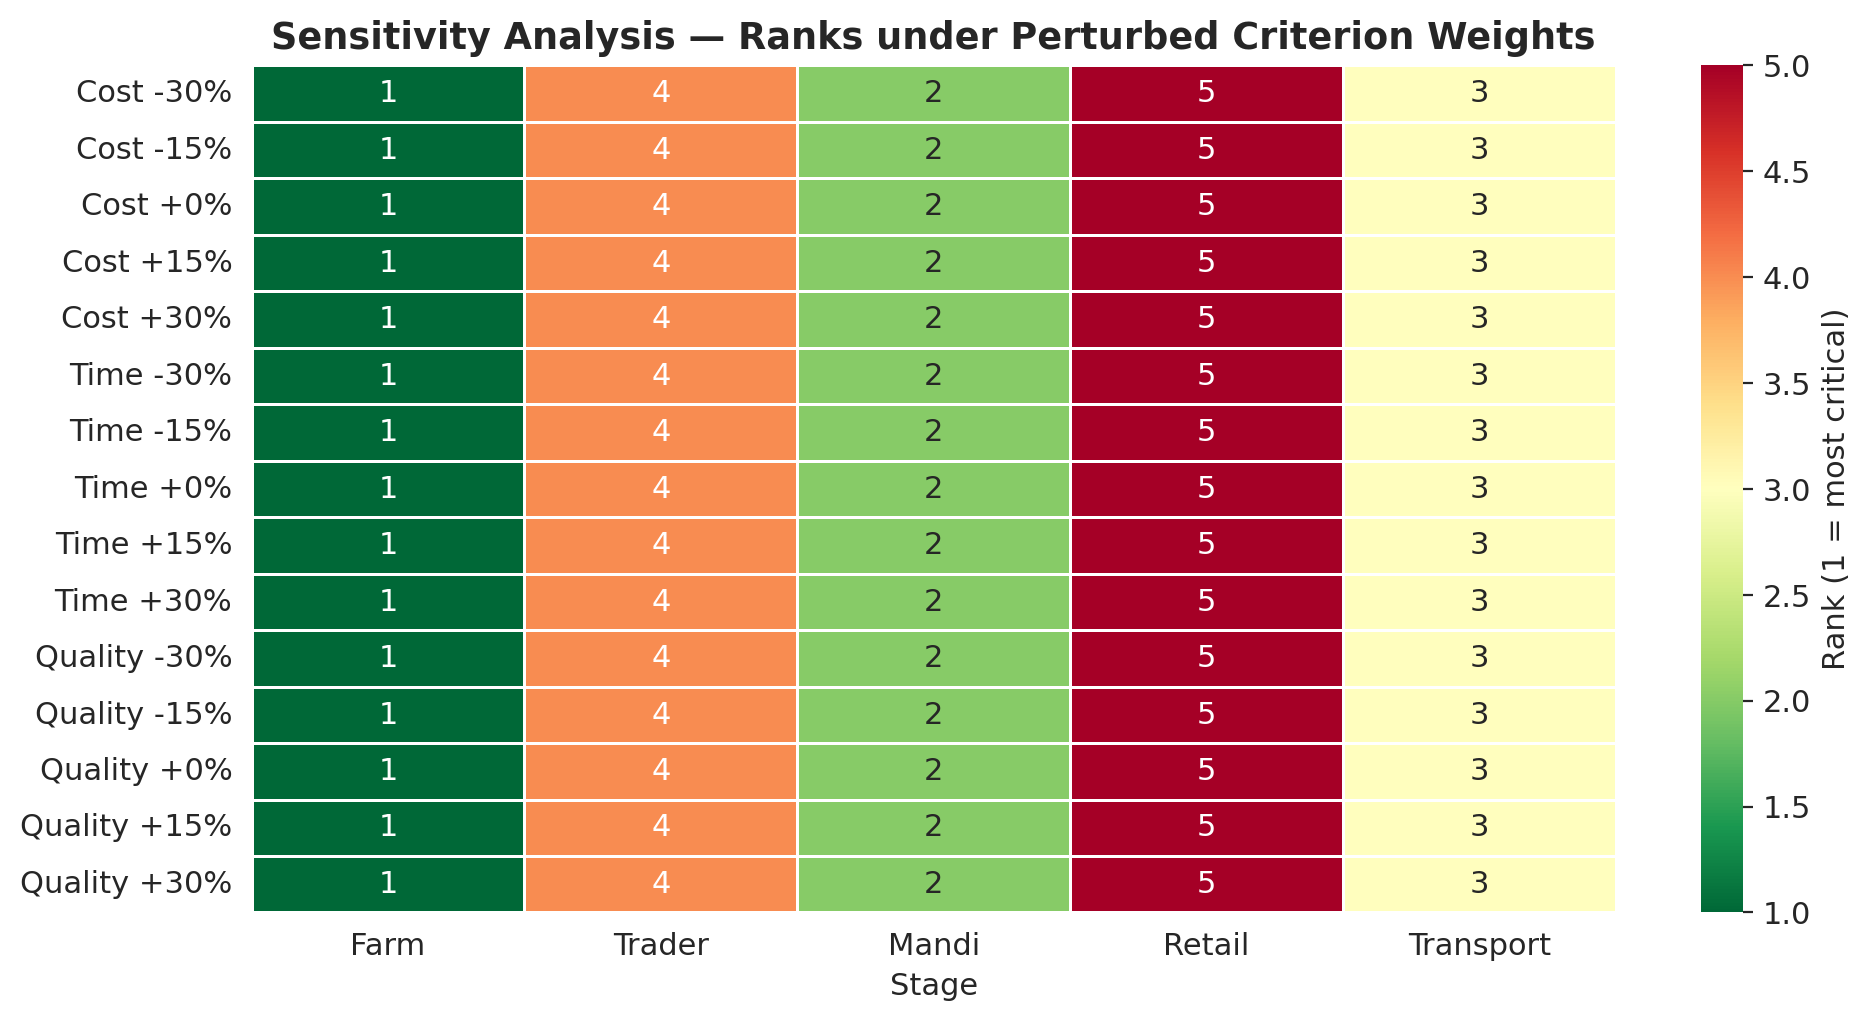 Sensitivity Analysis — Ranks under Perturbed Criterion Weights
Cost -30% 1 4 2 5 3
Cost -15% 1 4 2 5 3
Cost +0% 1 4 2 5 3
Cost +15% 1 4 2 5 3
Cost +30% 1 4 2 5 3
Time -30% 1 4 2 5 3
Time -15% 1 4 2 5 3
Time +0% 1 4 2 5 3
Time +15% 1 4 2 5 3
Time +30% 1 4 2 5 3
Quality -30% 1 4 2 5 3
Quality -15% 1 4 2 5 3
Quality +0% 1 4 2 5 3
Quality +15% 1 4 2 5 3
Quality +30% 1 4 2 5 3
Farm Trader Mandi Retail Transport
Stage
5.0
4.5
4.0
3.5
3.0
2.5
2.0
1.5
1.0
Rank (1 = most critical)